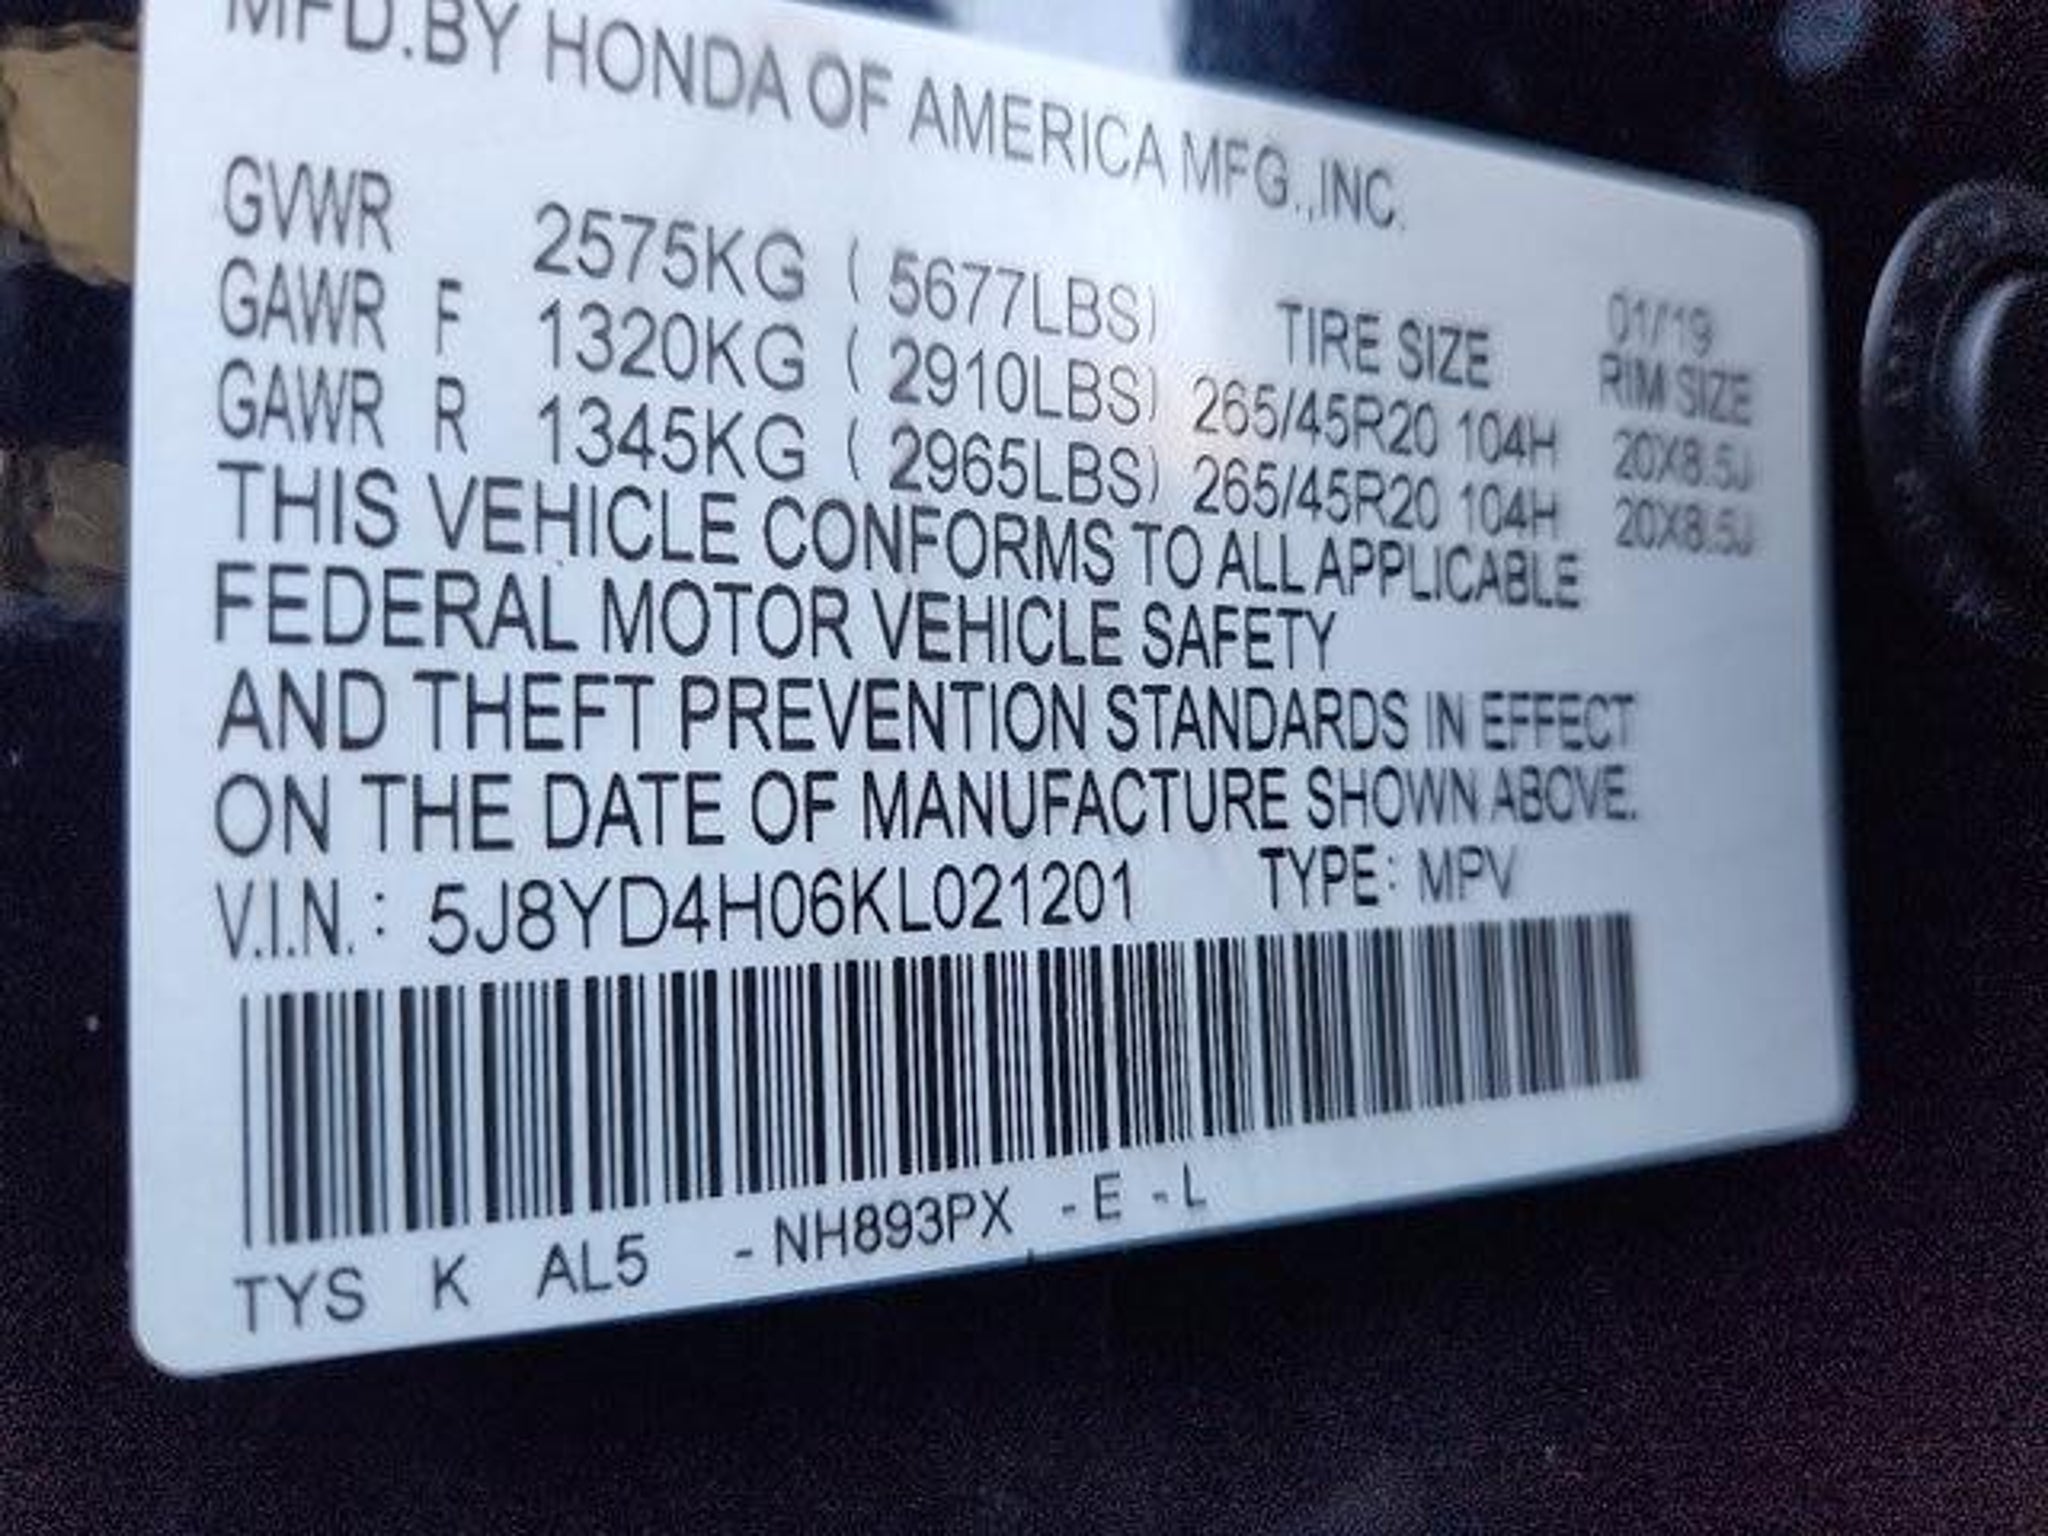 MFD.BY HONDA OF AMERICA MFG.,INC.
01/19
GVWR 2575KG ( 5677LBS) TIRE SIZE RIM SIZE
GAWR F 1320KG ( 2910LBS) 265/45R20 104H 20X8.5J
GAWR R 1345KG ( 2965LBS) 265/45R20 104H 20X8.5J
THIS VEHICLE CONFORMS TO ALL APPLICABLE
FEDERAL MOTOR VEHICLE SAFETY
AND THEFT PREVENTION STANDARDS IN EFFECT
ON THE DATE OF MANUFACTURE SHOWN ABOVE.
V.I.N.: 5J8YD4H06KL021201 TYPE: MPV
TYS K AL5 -NH893PX -E -L